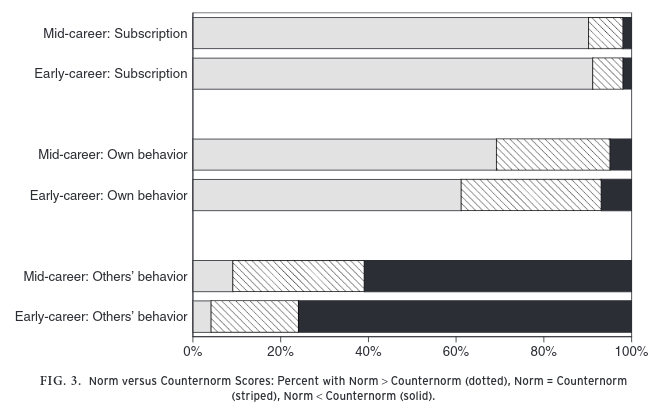 Mid-career: Subscription
Early-career: Subscription
Mid-career: Own behavior
Early-career: Own behavior
Mid-career: Others' behavior
Early-career: Others' behavior
0% 20% 40% 60% 80% 100%
FIG. 3. Norm versus Counternorm Scores: Percent with Norm > Counternorm (dotted), Norm = Counternorm
(striped), Norm < Counternorm (solid).